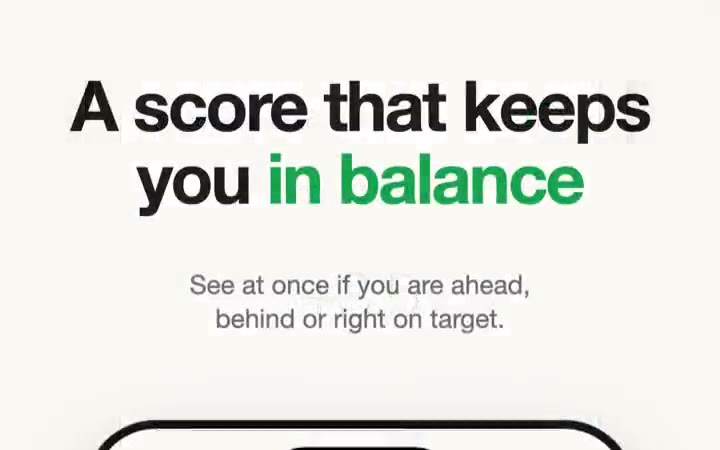 A score that keeps
you in balance
See at once if you are ahead,
behind or right on target.